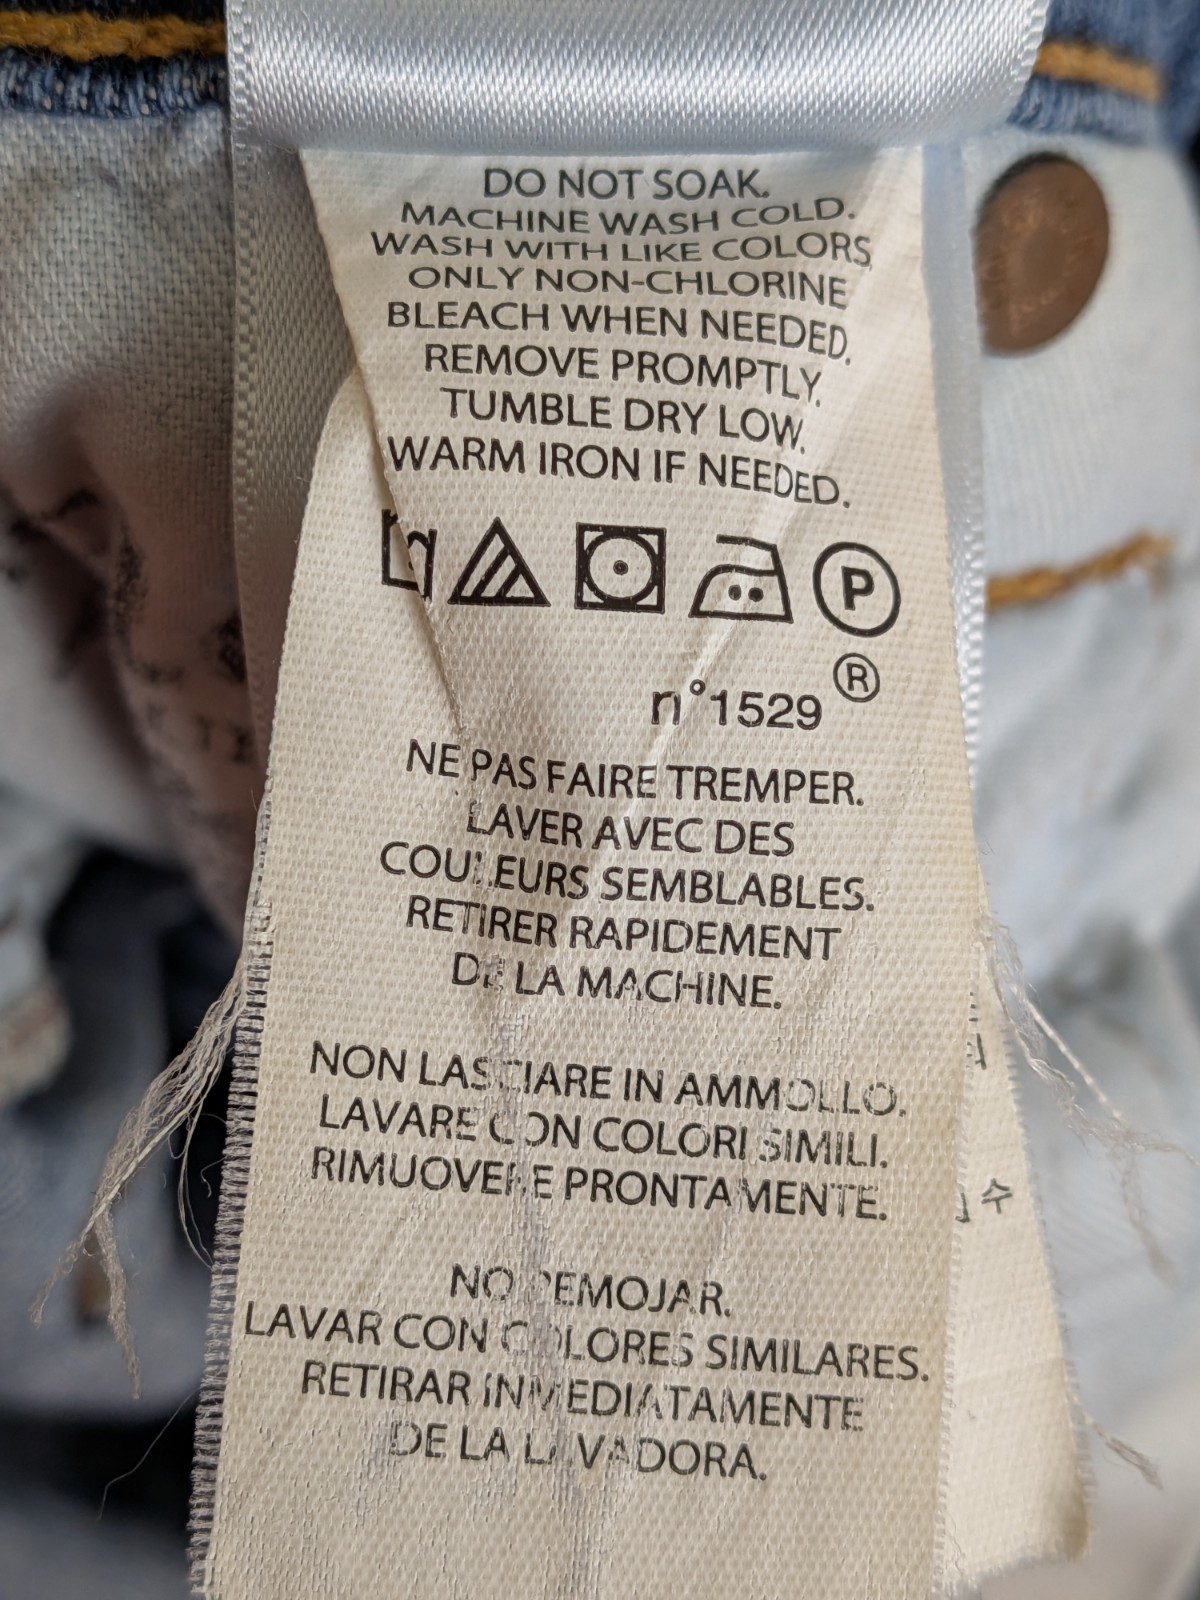 DO NOT SOAK.
MACHINE WASH COLD.
WASH WITH LIKE COLORS
ONLY NON-CHLORINE
BLEACH WHEN NEEDED.
REMOVE PROMPTLY.
TUMBLE DRY LOW.
WARM IRON IF NEEDED.
P
®
n°1529
NE PAS FAIRE TREMPER.
LAVER AVEC DES
COULEURS SEMBLABLES.
RETIRER RAPIDEMENT
DE LA MACHINE.
NON LASCIARE IN AMMOLLO.
LAVARE CON COLORI SIMILI.
RIMUOVERE PRONTAMENTE.
NO REMOJAR.
LAVAR CON COLORES SIMILARES.
RETIRAR INMEDIATAMENTE
DE LA LAVADORA.
수